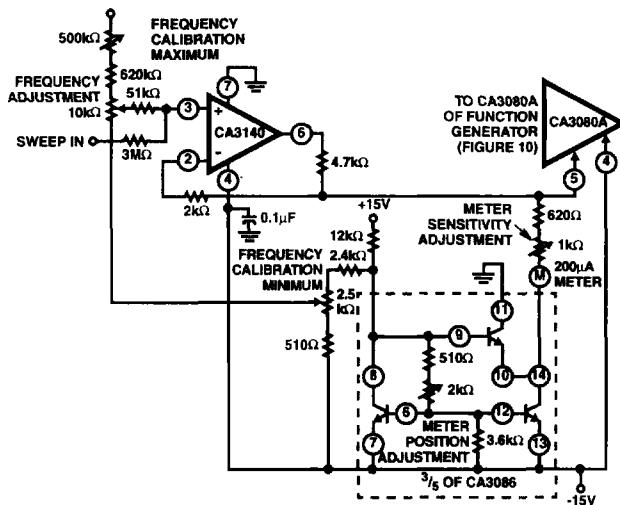 FREQUENCY
CALIBRATION
MAXIMUM
500kΩ
620kΩ
FREQUENCY
ADJUSTMENT
51kΩ
10kΩ
SWEEP IN
3MΩ
7
3
+
CA3140
6
2
-
4
4.7kΩ
2kΩ
0.1µF
TO CA3080A
OF FUNCTION
GENERATOR
(FIGURE 10)
CA3080A
4
5
+15V
METER
SENSITIVITY
ADJUSTMENT
620Ω
1kΩ
12kΩ
2.4kΩ
FREQUENCY
CALIBRATION
MINIMUM
M
200µA
METER
2.5
kΩ
11
9
510Ω
510Ω
10
14
8
2kΩ
6
12
METER
POSITION
ADJUSTMENT
3.6kΩ
7
13
3/5 OF CA3086
-15V